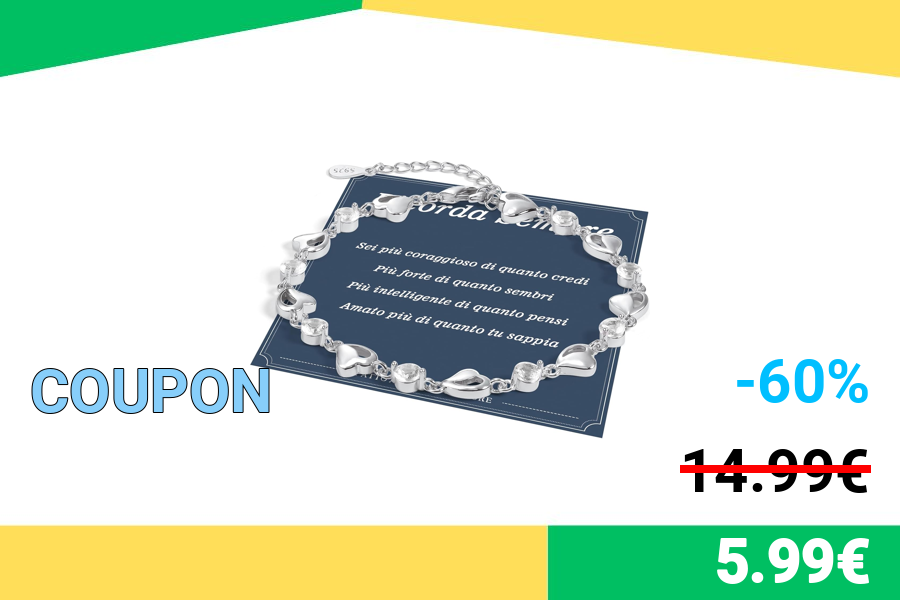 Sei più coraggioso di quanto credi
Più forte di quanto sembri
Più intelligente di quanto pensi
Amato più di quanto tu sappia
COUPON
-60%
14.99€
5.99€